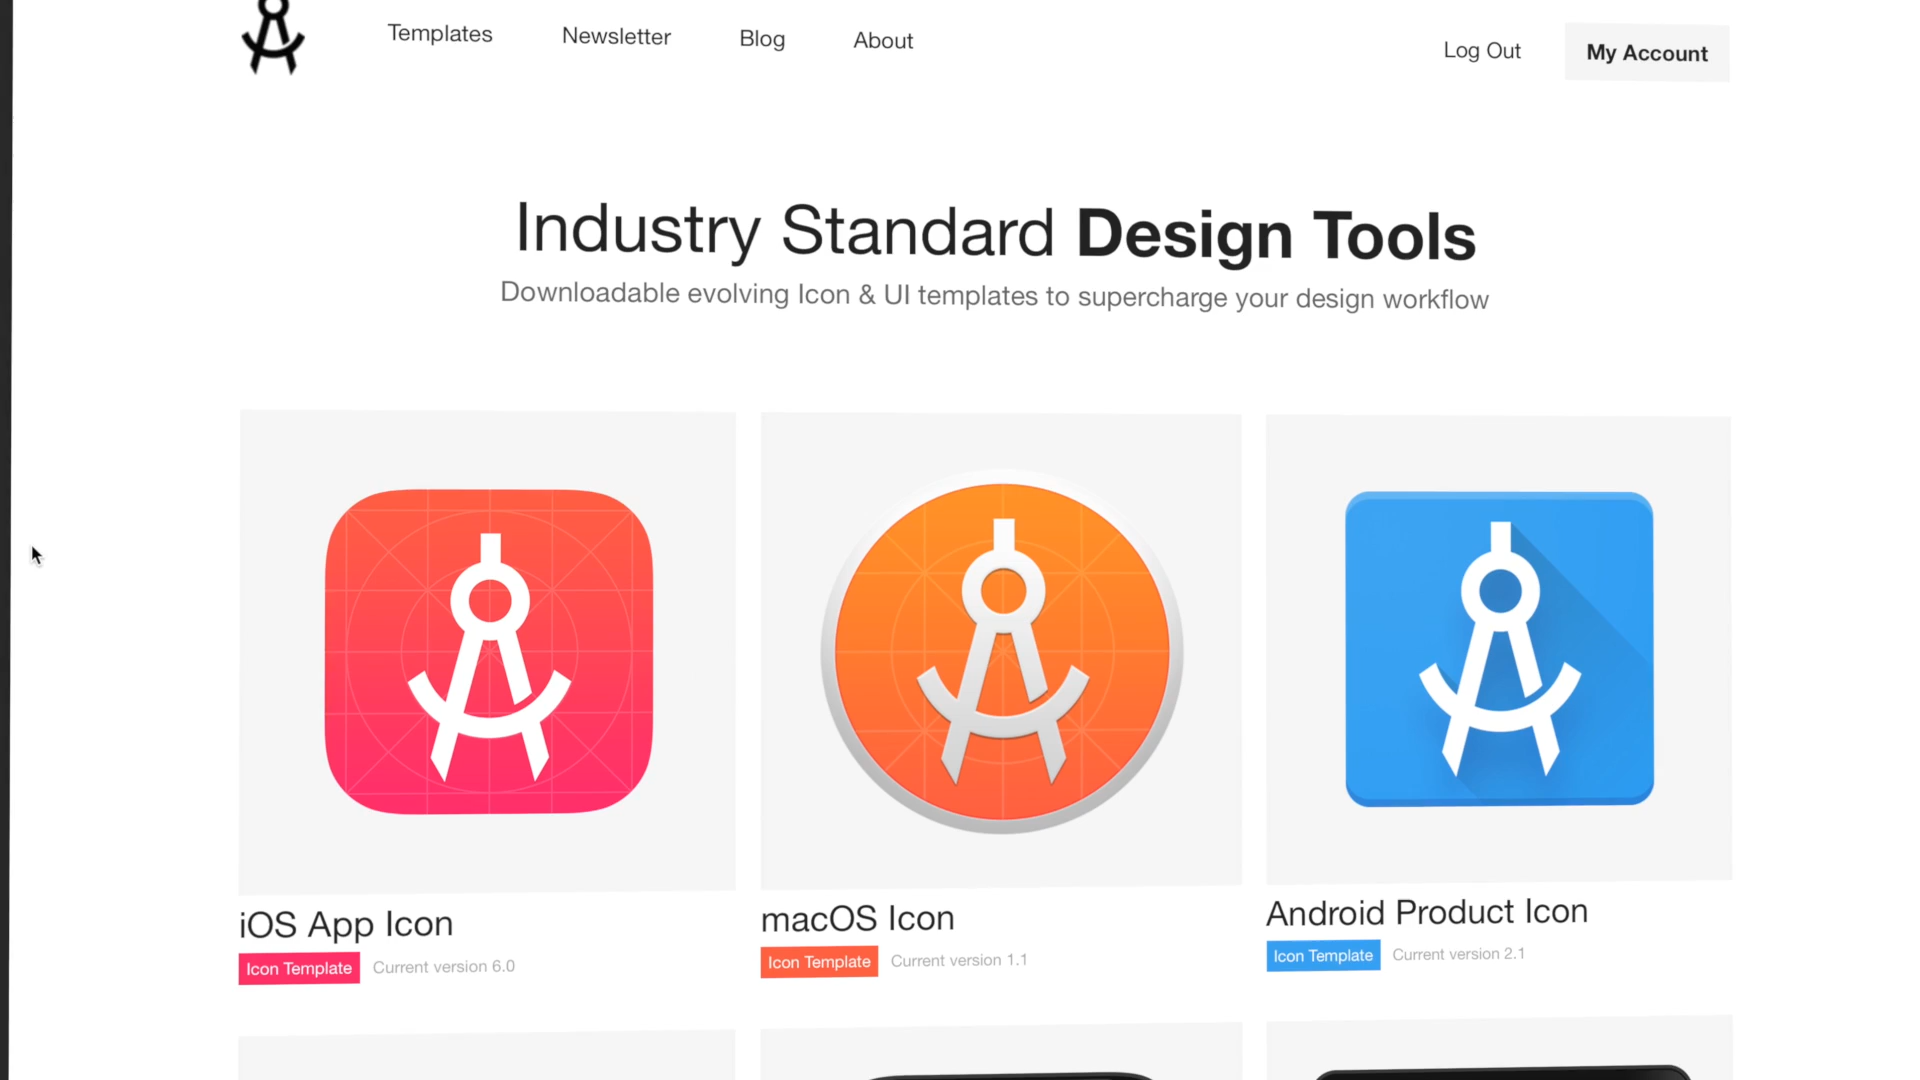 Templates Newsletter Blog About Log Out My Account
Industry Standard Design Tools
Downloadable evolving Icon & UI templates to supercharge your design workflow
iOS App Icon
Icon Template Current version 6.0
macOS Icon
Icon Template Current version 1.1
Android Product Icon
Icon Template Current version 2.1